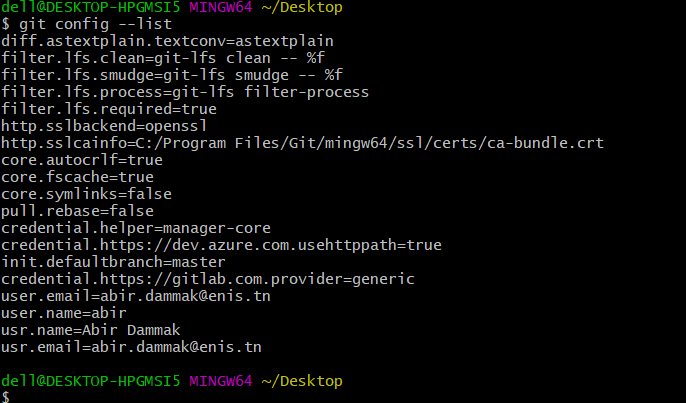 dell@DESKTOP-HPGMSI5 MINGW64 ~/Desktop
$ git config --list
diff.astextplain.textconv=astextplain
filter.lfs.clean=git-lfs clean -- %f
filter.lfs.smudge=git-lfs smudge -- %f
filter.lfs.process=git-lfs filter-process
filter.lfs.required=true
http.sslbackend=openssl
http.sslcainfo=C:/Program Files/Git/mingw64/ssl/certs/ca-bundle.crt
core.autocrlf=true
core.fscache=true
core.symlinks=false
pull.rebase=false
credential.helper=manager-core
credential.https://dev.azure.com.usehttppath=true
init.defaultbranch=master
credential.https://gitlab.com.provider=generic
user.email=abir.dammak@enis.tn
user.name=abir
usr.name=Abir Dammak
usr.email=abir.dammak@enis.tn
dell@DESKTOP-HPGMSI5 MINGW64 ~/Desktop
$